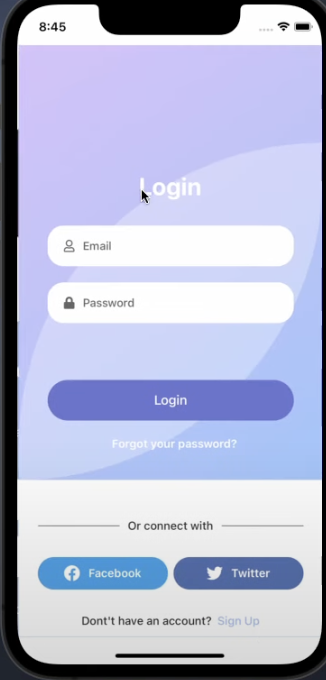 8:45
Login
Email
Password
Login
Forgot your password?
Or connect with
Facebook Twitter
Dont't have an account? Sign Up